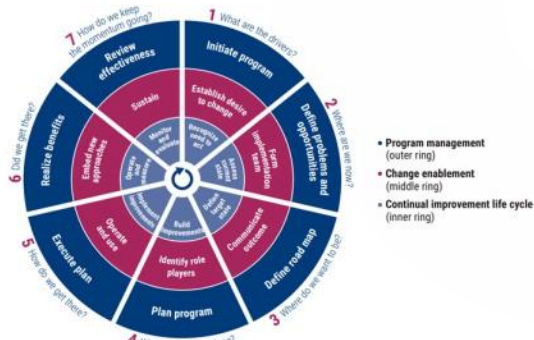 7 How do we keep
the momentum going?
1 What are the drivers?
2 Where are we now?
3 Where do we want to be?
4
5 How do we get there?
6 Did we get there?
Review
effectiveness
Initiate program
Define problems and
opportunities
Define road map
Plan program
Execute plan
Realize benefits
Sustain
Establish desire
to change
Form
implementation
team
Communicate
outcome
Identify role
players
Operate
and use
Embed new
approaches
Monitor
and
evaluate
Recognize
need to
act
Assess
current
state
Define
target
state
Build
improvements
Implement
improvements
Operate
and
measure
• Program management
(outer ring)
• Change enablement
(middle ring)
• Continual improvement life cycle
(inner ring)